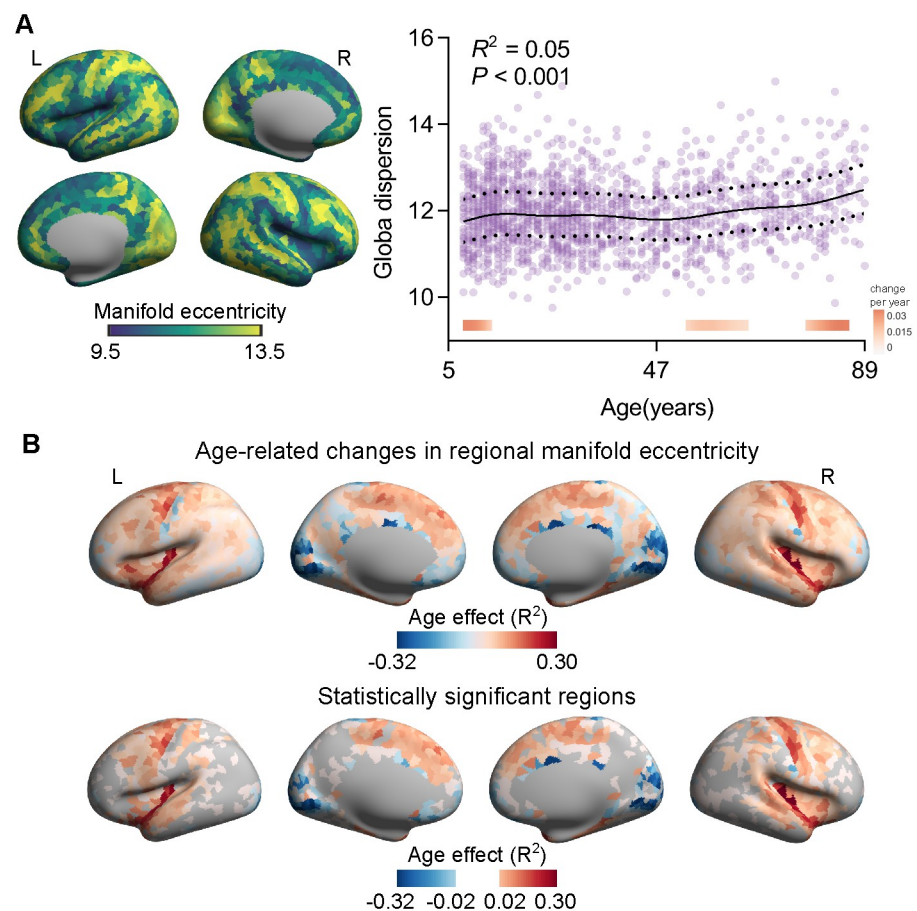 A
L
R
Manifold eccentricity
9.5
13.5
R² = 0.05
P < 0.001
Globa dispersion
16
14
12
10
5
47
89
Age(years)
change
per year
0.03
0.015
0
B
Age-related changes in regional manifold eccentricity
L
R
Age effect (R²)
-0.32
0.30
Statistically significant regions
Age effect (R²)
-0.32 -0.02 0.02 0.30